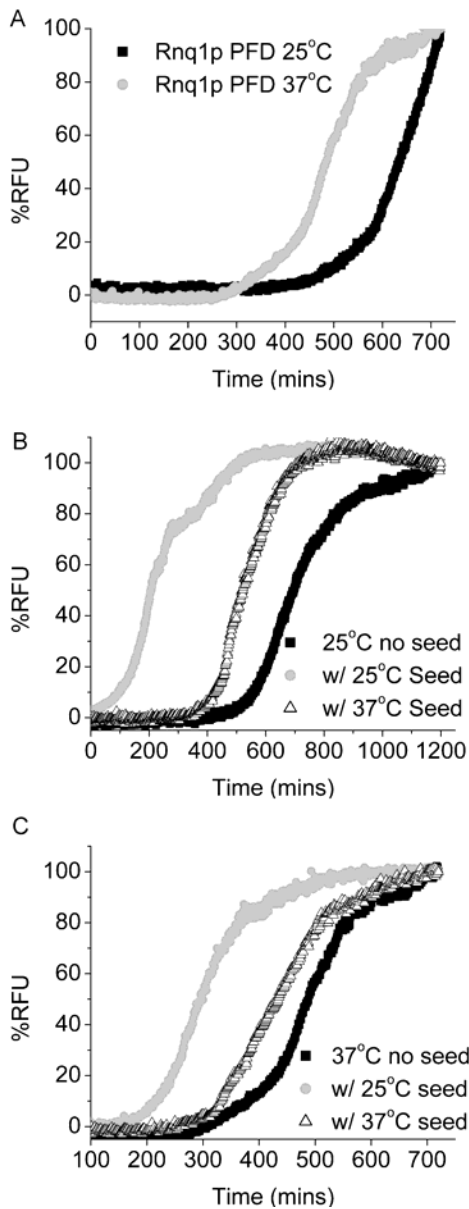 A
100
80
60
40
20
0
%RFU
Rnq1p PFD 25°C
Rnq1p PFD 37°C
0 100 200 300 400 500 600 700
Time (mins)
B
100
80
60
40
20
0
%RFU
25°C no seed
w/ 25°C Seed
w/ 37°C Seed
0 200 400 600 800 1000 1200
Time (mins)
C
100
80
60
40
20
0
%RFU
37°C no seed
w/ 25°C seed
w/ 37°C seed
100 200 300 400 500 600 700
Time (mins)